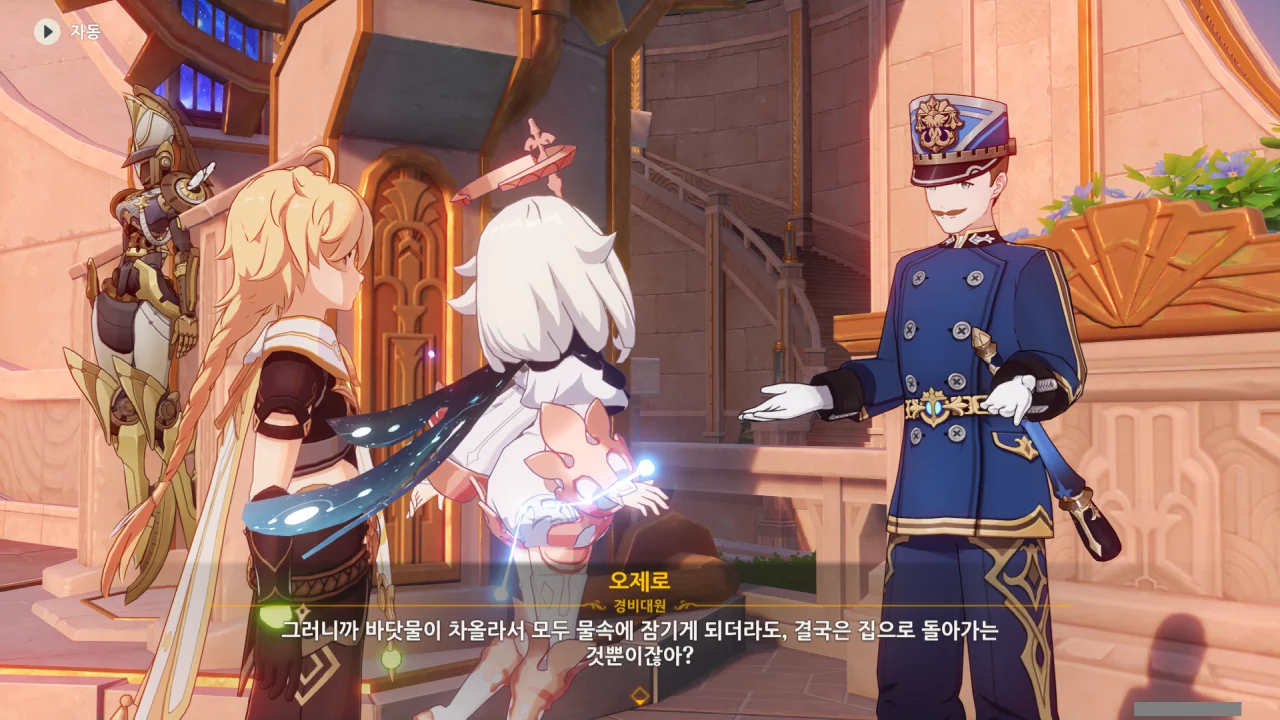 자동
오제로
경비대원
그러니까 바닷물이 차올라서 모두 물속에 잠기게 되더라도, 결국은 집으로 돌아가는
것뿐이잖아?